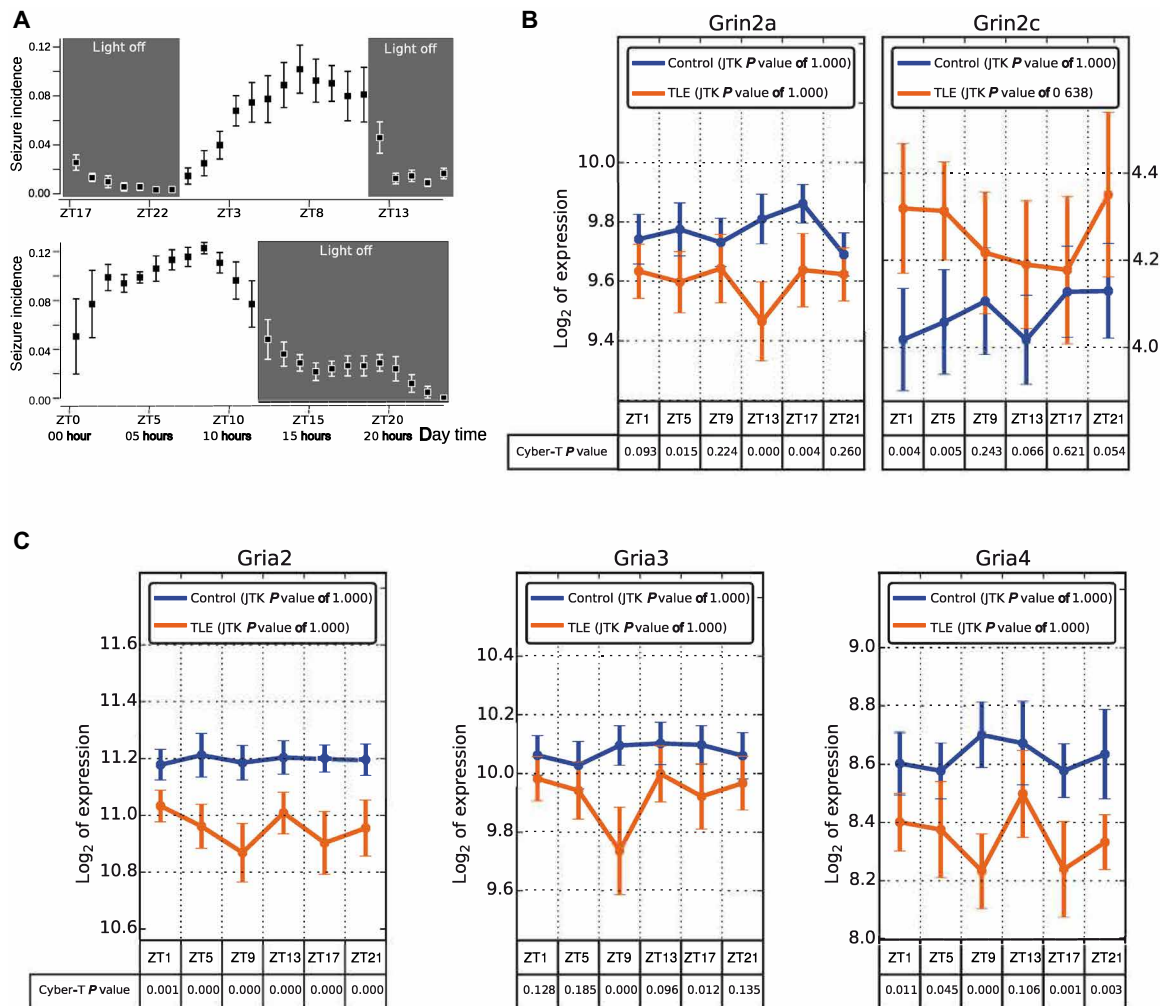 A
Light off
Light off
Seizure incidence
0.12
0.08
0.04
0.00
ZT17 ZT22 ZT3 ZT8 ZT13
Light off
Seizure incidence
0.12
0.08
0.04
0.00
ZT0 ZT5 ZT10 ZT15 ZT20
00 hour 05 hours 10 hours 15 hours 20 hours Day time
B
Grin2a
Control (JTK P value of 1.000)
TLE (JTK P value of 1.000)
Log2 of expression
10.0
9.8
9.6
9.4
ZT1 ZT5 ZT9 ZT13 ZT17 ZT21
Cyber-T P value 0.093 0.015 0.224 0.000 0.004 0.260
Grin2c
Control (JTK P value of 1.000)
TLE (JTK P value of 0 638)
4.4
4.2
4.0
ZT1 ZT5 ZT9 ZT13 ZT17 ZT21
0.004 0.005 0.243 0.066 0.621 0.054
C
Gria2
Control (JTK P value of 1.000)
TLE (JTK P value of 1.000)
Log2 of expression
11.6
11.4
11.2
11.0
10.8
10.6
ZT1 ZT5 ZT9 ZT13 ZT17 ZT21
Cyber-T P value 0.001 0.000 0.000 0.000 0.000 0.000
Gria3
Control (JTK P value of 1.000)
TLE (JTK P value of 1.000)
Log2 of expression
10.4
10.2
10.0
9.8
9.6
ZT1 ZT5 ZT9 ZT13 ZT17 ZT21
0.128 0.185 0.000 0.096 0.012 0.135
Gria4
Control (JTK P value of 1.000)
TLE (JTK P value of 1.000)
Log2 of expression
9.0
8.8
8.6
8.4
8.2
8.0
ZT1 ZT5 ZT9 ZT13 ZT17 ZT21
0.011 0.045 0.000 0.106 0.001 0.003